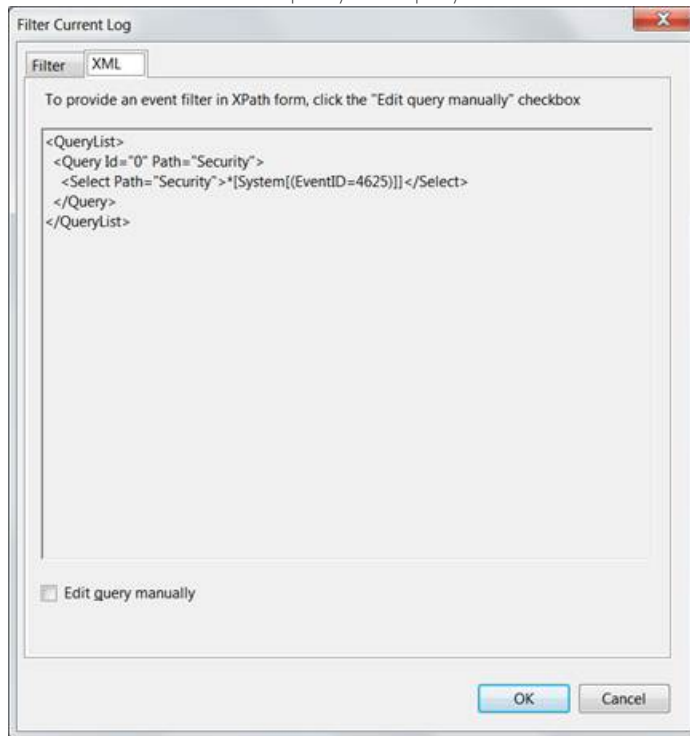 Filter Current Log
Filter XML
To provide an event filter in XPath form, click the "Edit query manually" checkbox
<QueryList>
<Query Id="0" Path="Security">
<Select Path="Security">*[System[(EventID=4625)]]</Select>
</Query>
</QueryList>
Edit query manually
OK Cancel